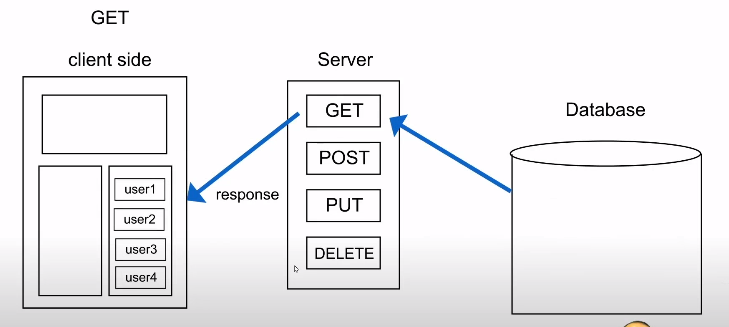 GET
client side
Server
Database
GET
POST
PUT
DELETE
response
user1
user2
user3
user4